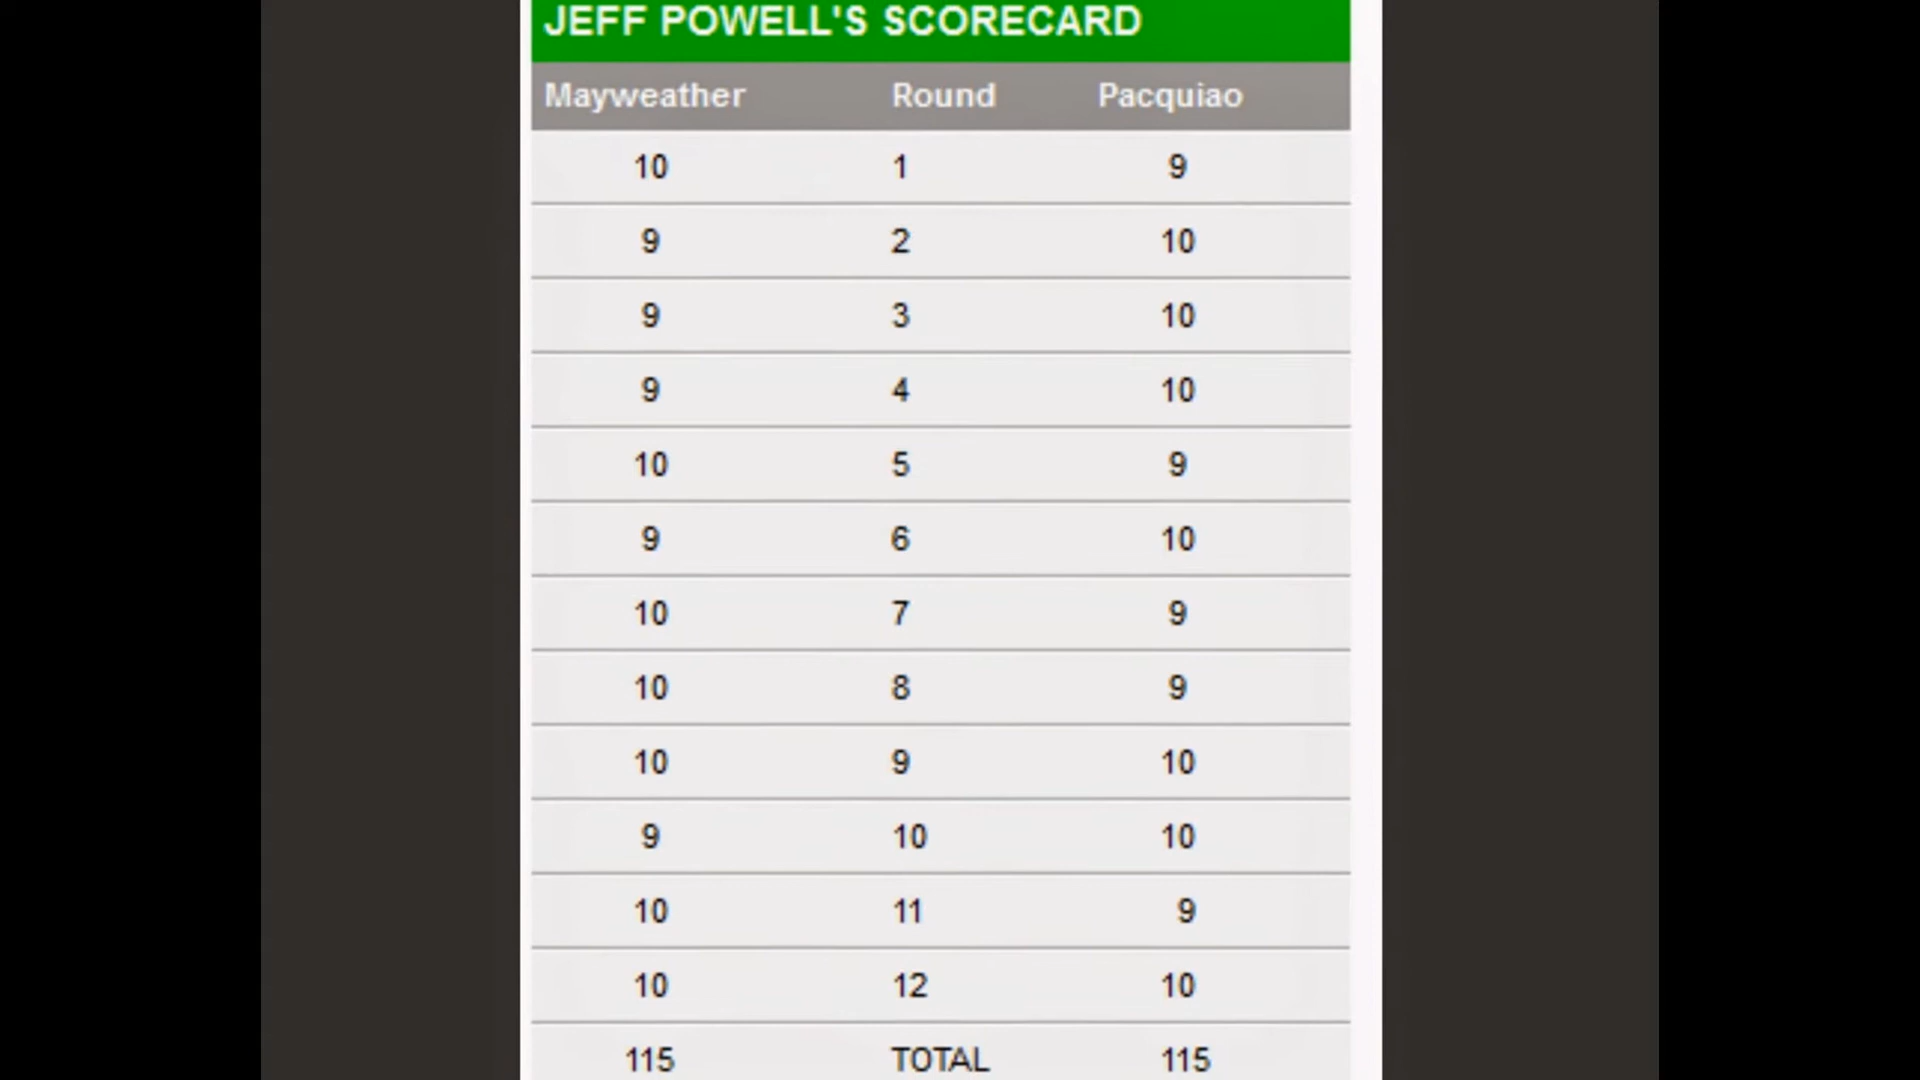 JEFF POWELL'S SCORECARD
Mayweather Round Pacquiao
10 1 9
9 2 10
9 3 10
9 4 10
10 5 9
9 6 10
10 7 9
10 8 9
10 9 10
9 10 10
10 11 9
10 12 10
115 TOTAL 115